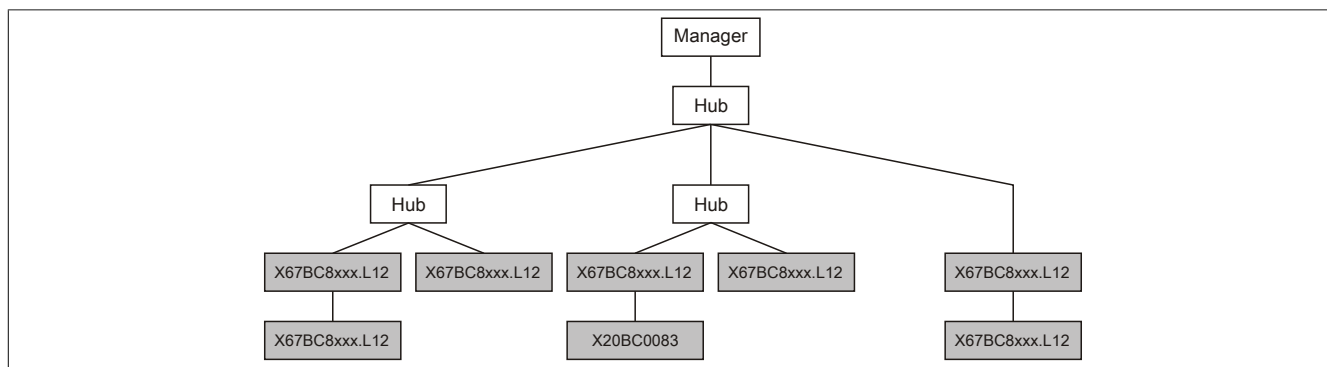 Manager
Hub
Hub Hub
X67BC8xxx.L12 X67BC8xxx.L12 X67BC8xxx.L12 X67BC8xxx.L12 X67BC8xxx.L12
X67BC8xxx.L12 X20BC0083 X67BC8xxx.L12